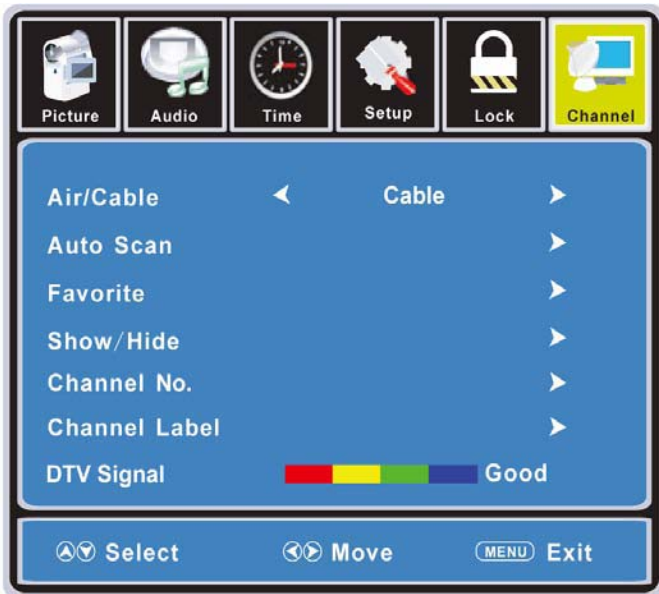 Picture Audio Time Setup Lock Channel
Air/Cable Cable
Auto Scan
Favorite
Show/Hide
Channel No.
Channel Label
DTV Signal Good
Select Move MENU Exit